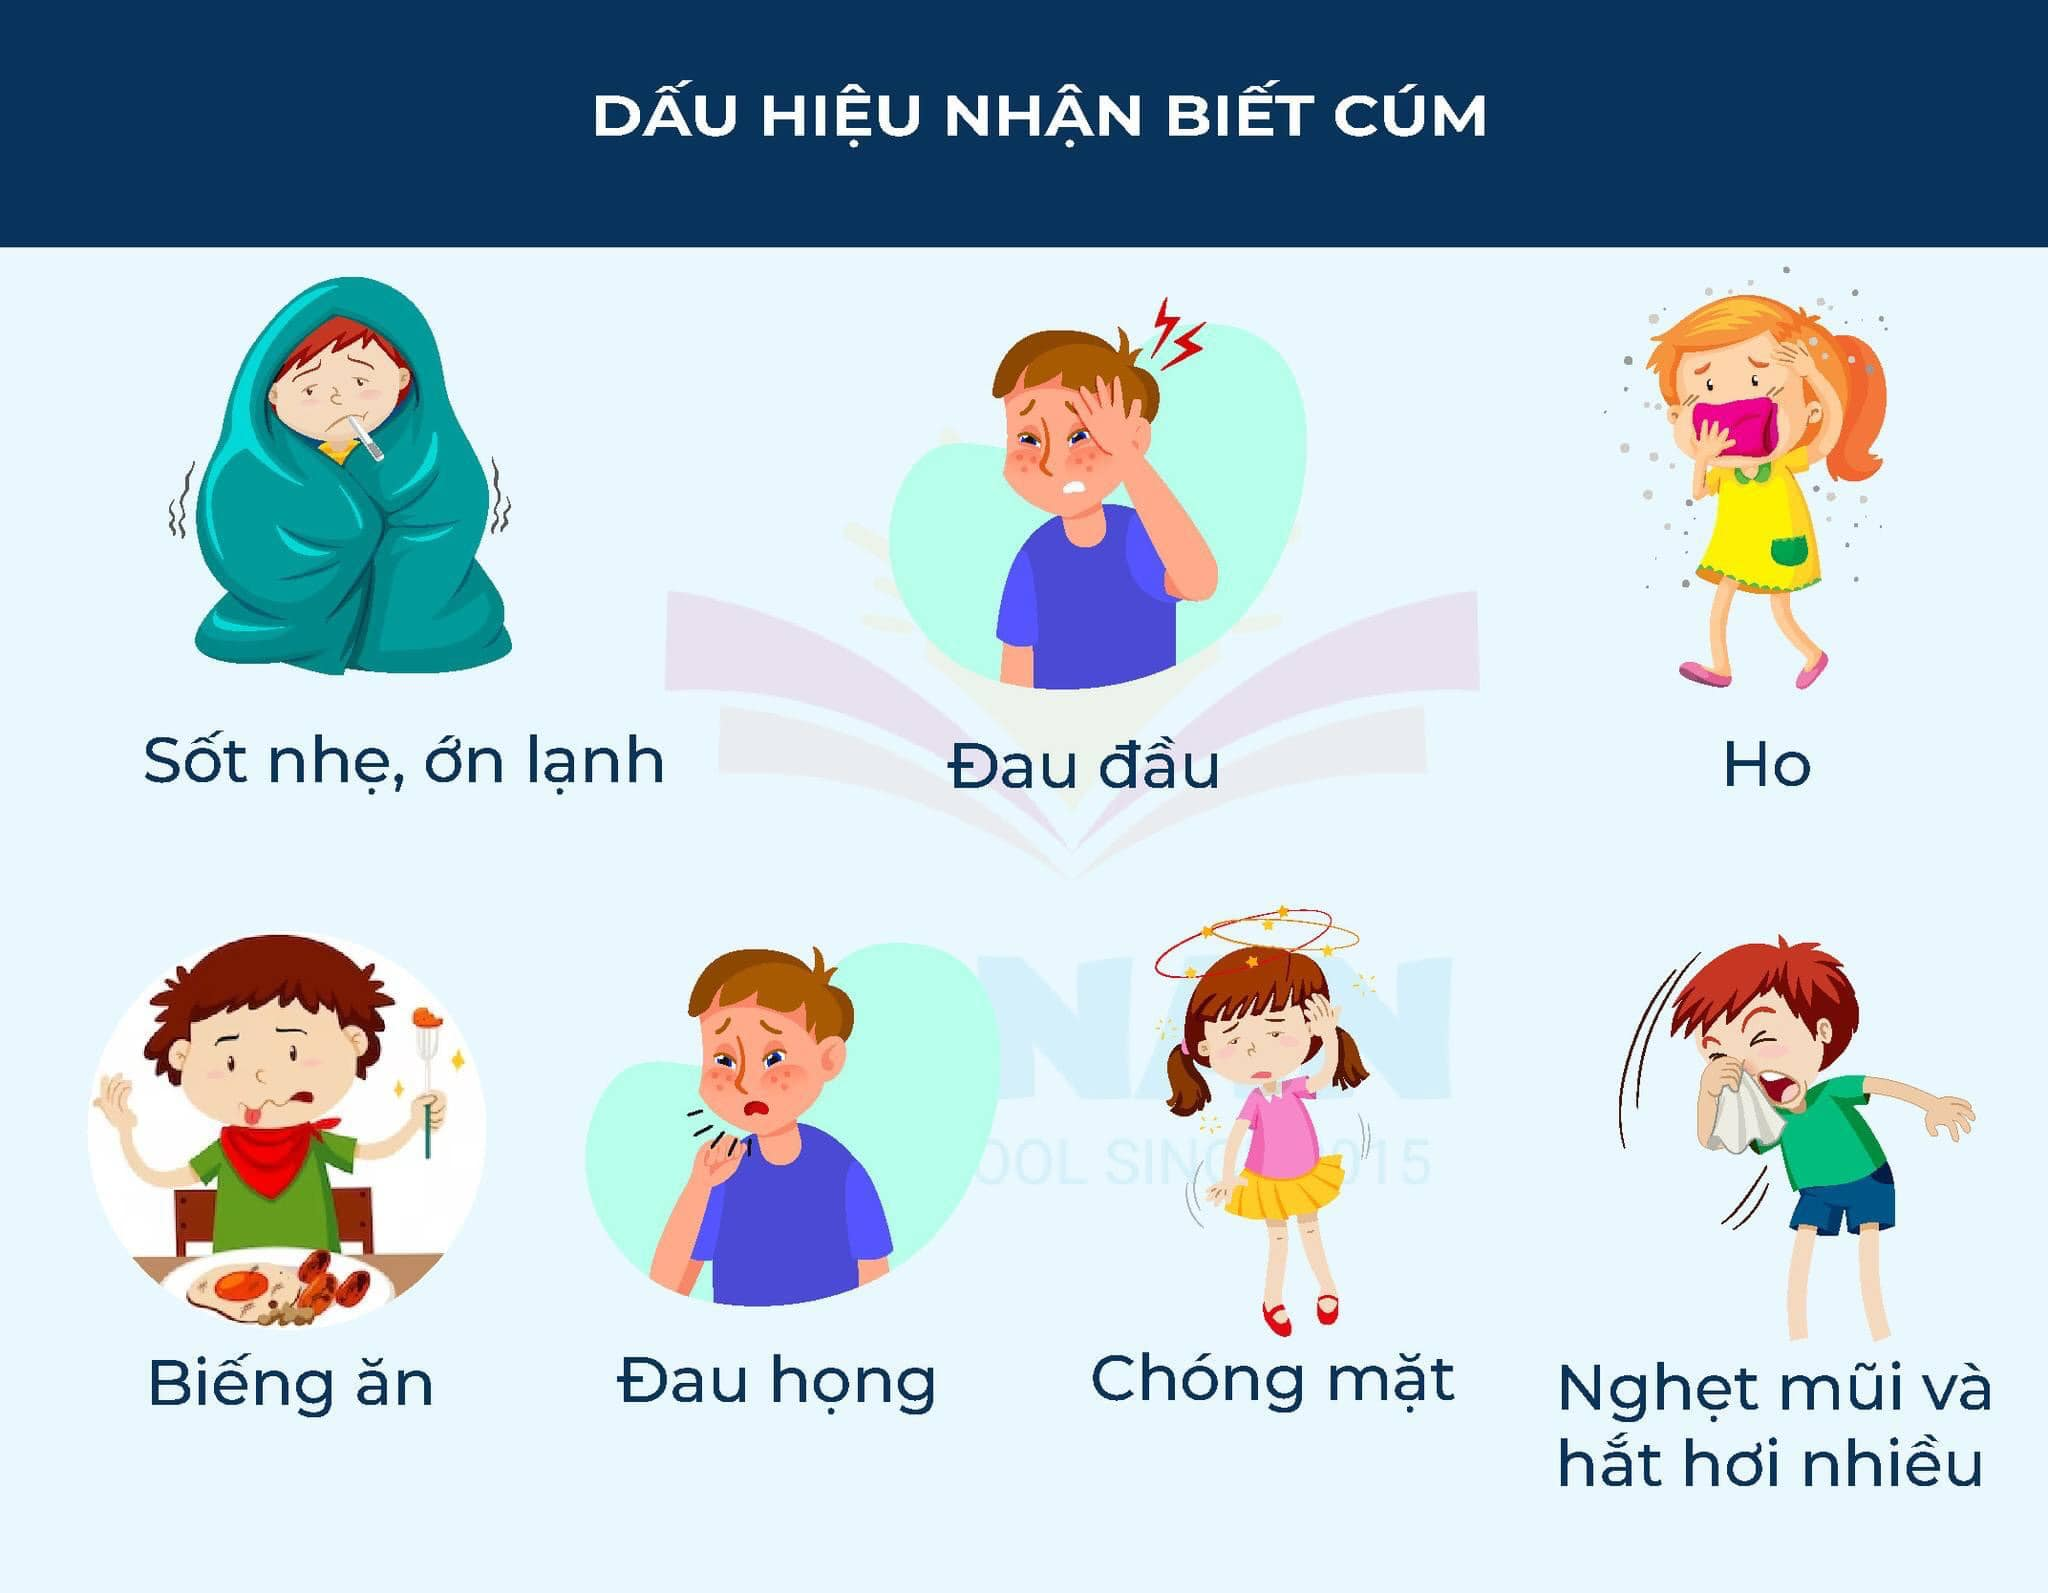 DẤU HIỆU NHẬN BIẾT CÚM
Sốt nhẹ, ớn lạnh
Đau đầu
Ho
Biếng ăn
Đau họng
Chóng mặt
Nghẹt mũi và
hắt hơi nhiều